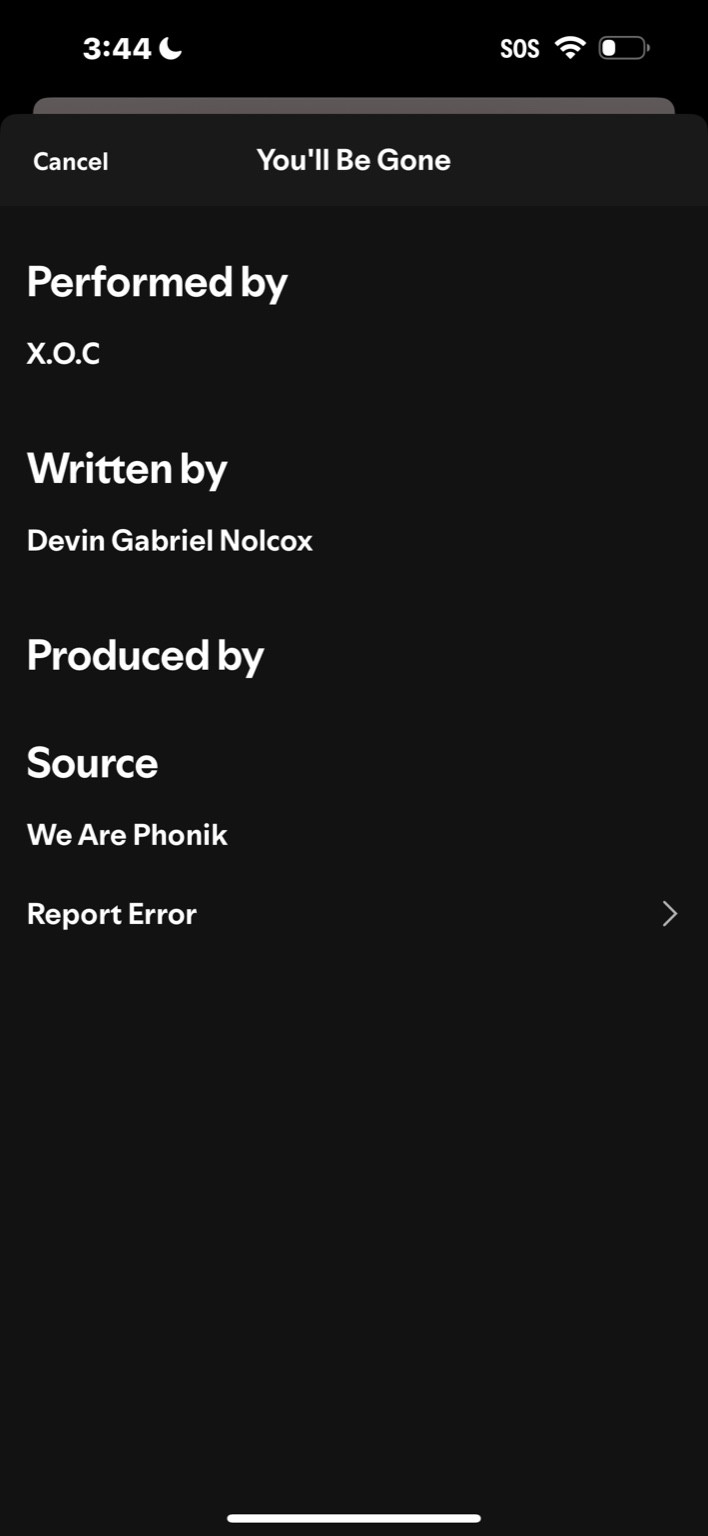 3:44
SOS
Cancel
You'll Be Gone
Performed by
X.O.C
Written by
Devin Gabriel Nolcox
Produced by
Source
We Are Phonik
Report Error